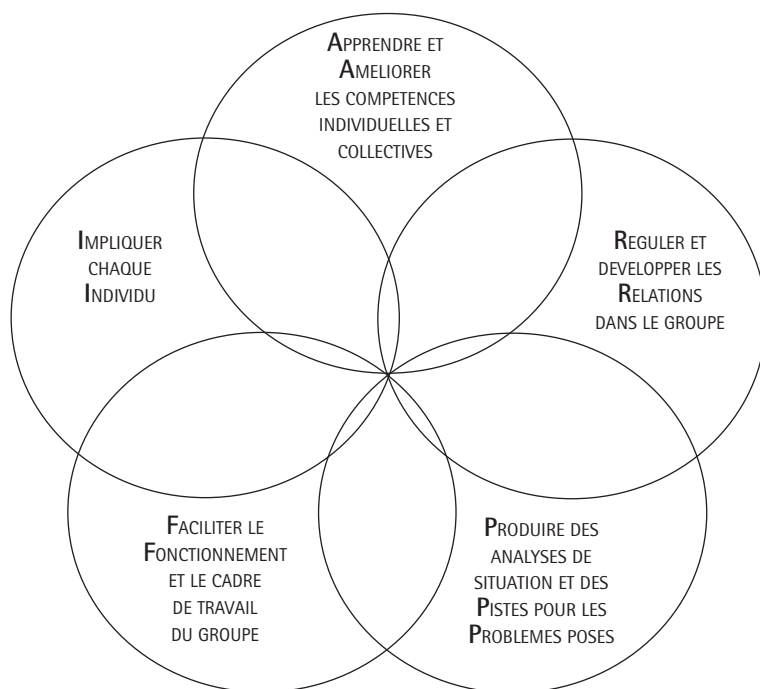 APPRENDRE ET
AMELIORER
LES COMPETENCES
INDIVIDUELLES ET
COLLECTIVES
IMPLIQUER
CHAQUE
INDIVIDU
REGULER ET
DEVELOPPER LES
RELATIONS
DANS LE GROUPE
FACILITER LE
FONCTIONNEMENT
ET LE CADRE
DE TRAVAIL
DU GROUPE
PRODUIRE DES
ANALYSES DE
SITUATION ET DES
PISTES POUR LES
PROBLEMES POSES